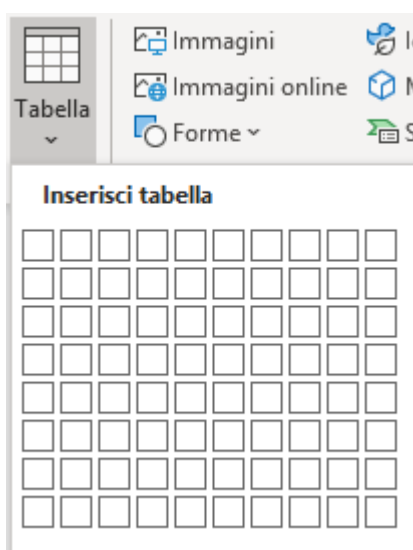 Tabella
Immagini
Immagini online
Forme
Inserisci tabella